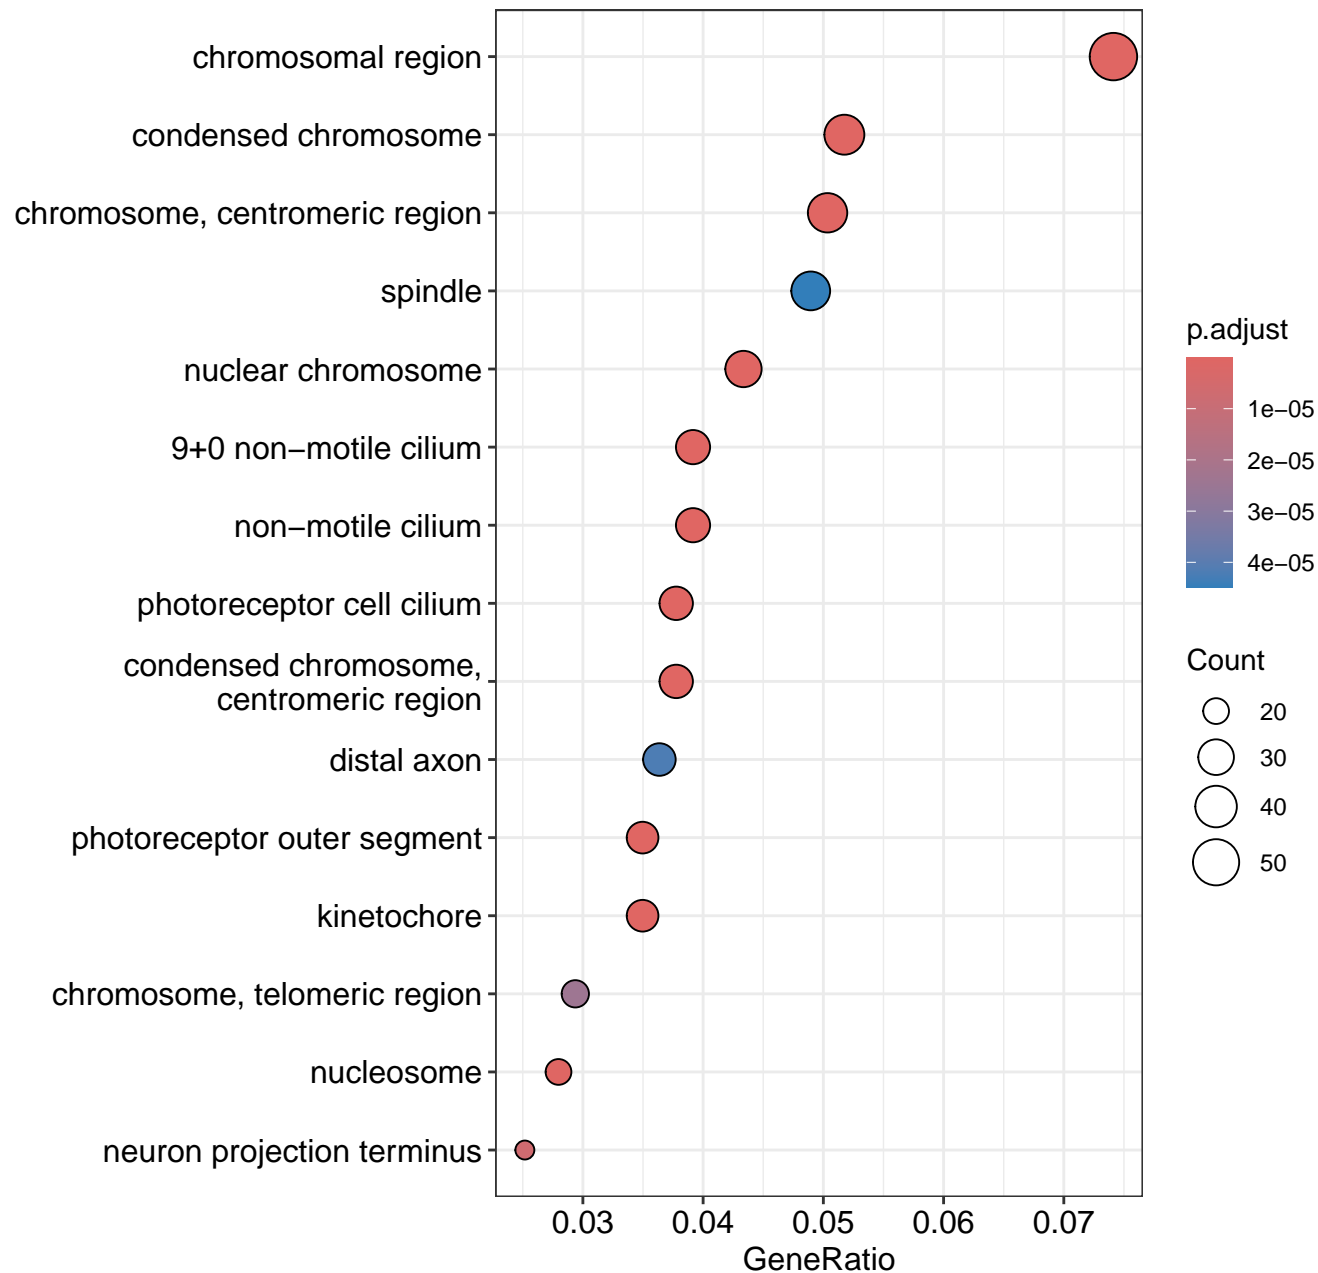 chromosomal region
condensed chromosome
chromosome, centromeric region
spindle
nuclear chromosome
9+0 non−motile cilium
non−motile cilium
photoreceptor cell cilium
condensed chromosome,
centromeric region
distal axon
photoreceptor outer segment
kinetochore
chromosome, telomeric region
nucleosome
neuron projection terminus
0.03 0.04 0.05 0.06 0.07
GeneRatio
p.adjust
1e−05
2e−05
3e−05
4e−05
Count
20
30
40
50